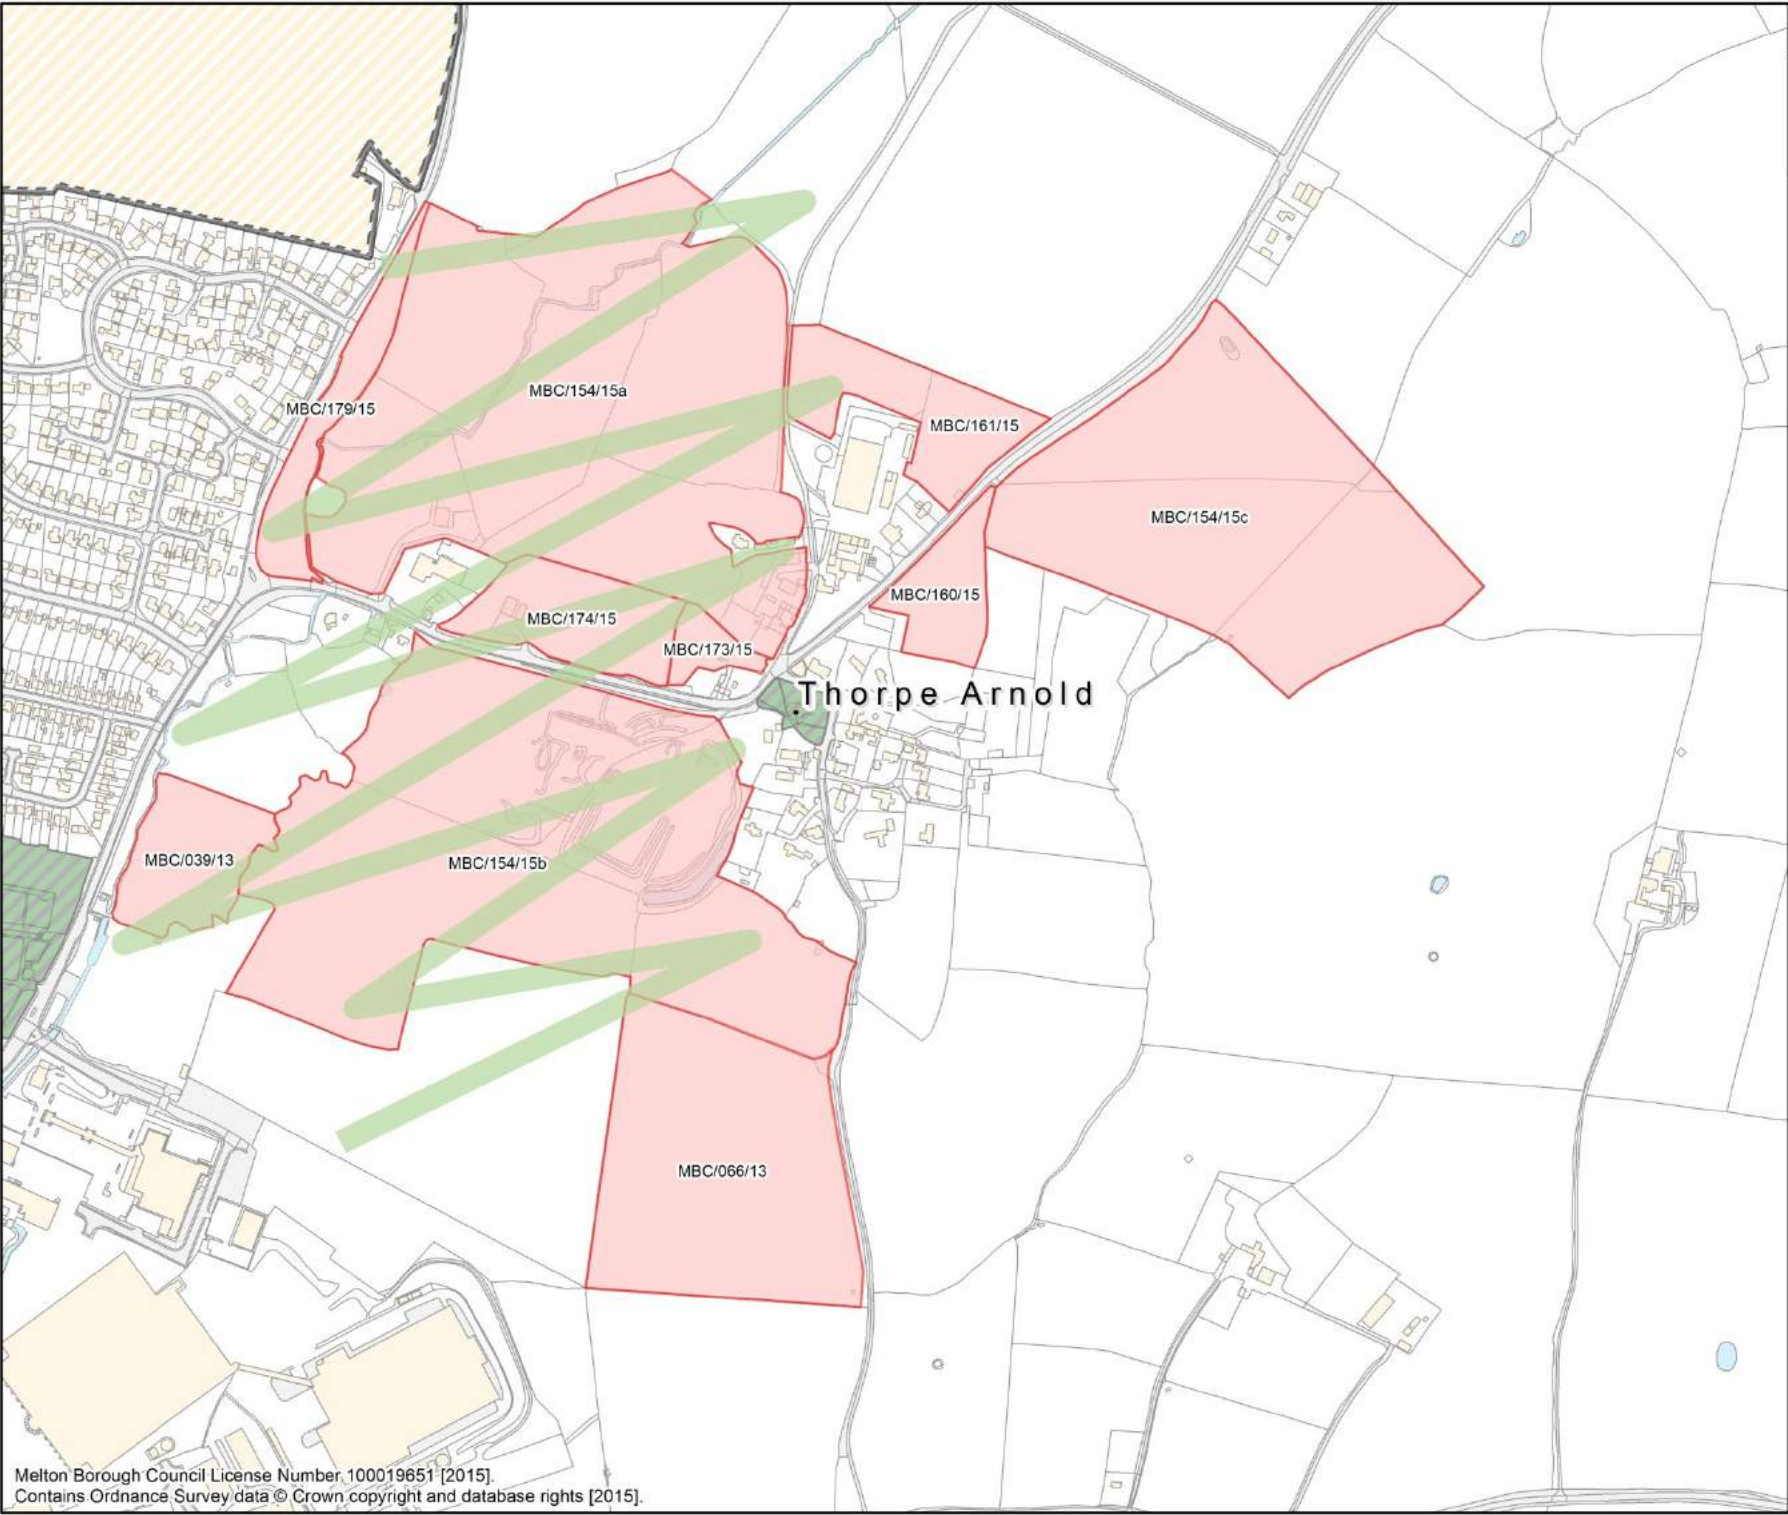 MBC/154/15a
MBC/179/15
MBC/161/15
MBC/154/15c
MBC/160/15
MBC/174/15
MBC/173/15
Thorpe Arnold
MBC/039/13
MBC/154/15b
MBC/066/13
Melton Borough Council License Number 100019651 [2015].
Contains Ordnance Survey data © Crown copyright and database rights [2015].